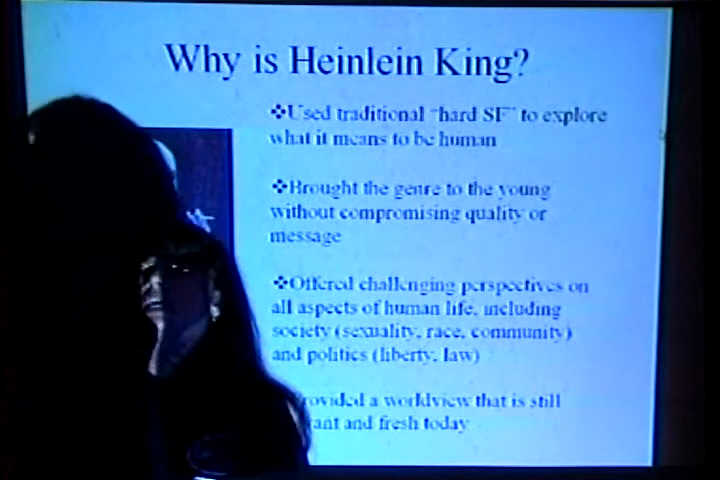 Why is Heinlein King?
❖Used traditional "hard SF" to explore
what it means to be human
❖Brought the genre to the young
without compromising quality or
message
❖Offered challenging perspectives on
all aspects of human life, including
society (sexuality, race, community)
and politics (liberty, law)
a worldview that is still
and fresh today